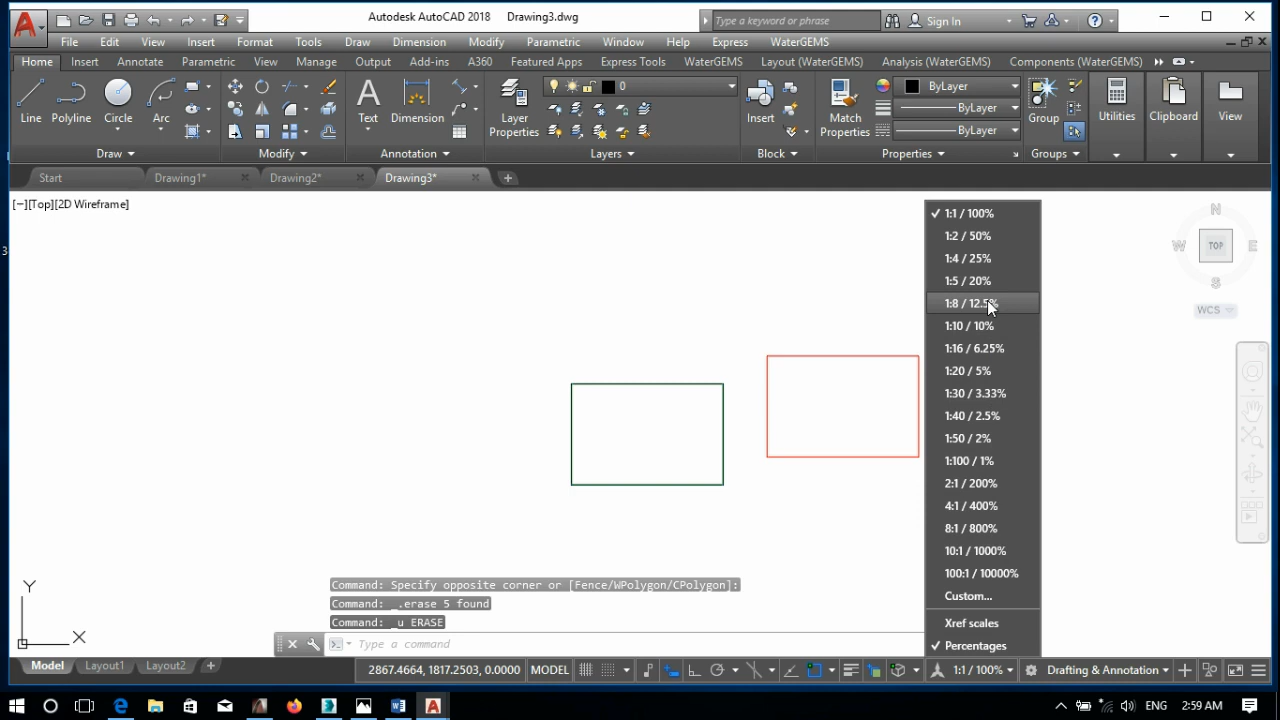 Autodesk AutoCAD 2018 Drawing3.dwg
Type a keyword or phrase
Sign In
File Edit View Insert Format Tools Draw Dimension Modify Parametric Window Help Express WaterGEMS
Home Insert Annotate Parametric View Manage Output Add-ins A360 Featured Apps Express Tools WaterGEMS Layout (WaterGEMS) Analysis (WaterGEMS) Components (WaterGEMS)
0
ByLayer
ByLayer
ByLayer
Line Polyline Circle Arc
Text Dimension
Layer Properties
Insert
Match Properties
Group
Utilities Clipboard View
Draw Modify Annotation Layers Block Properties Groups
Start Drawing1* Drawing2* Drawing3*
[−][Top][2D Wireframe]
3
N
W TOP E
S
WCS
1:1 / 100%
1:2 / 50%
1:4 / 25%
1:5 / 20%
1:8 / 12.5%
1:10 / 10%
1:16 / 6.25%
1:20 / 5%
1:30 / 3.33%
1:40 / 2.5%
1:50 / 2%
1:100 / 1%
2:1 / 200%
4:1 / 400%
8:1 / 800%
10:1 / 1000%
100:1 / 10000%
Custom...
Xref scales
Percentages
Y
X
Command: Specify opposite corner or [Fence/WPolygon/CPolygon]:
Command: _.erase 5 found
Command: _u ERASE
Type a command
Model Layout1 Layout2
2867.4664, 1817.2503, 0.0000 MODEL
1:1 / 100%
Drafting & Annotation
ENG 2:59 AM